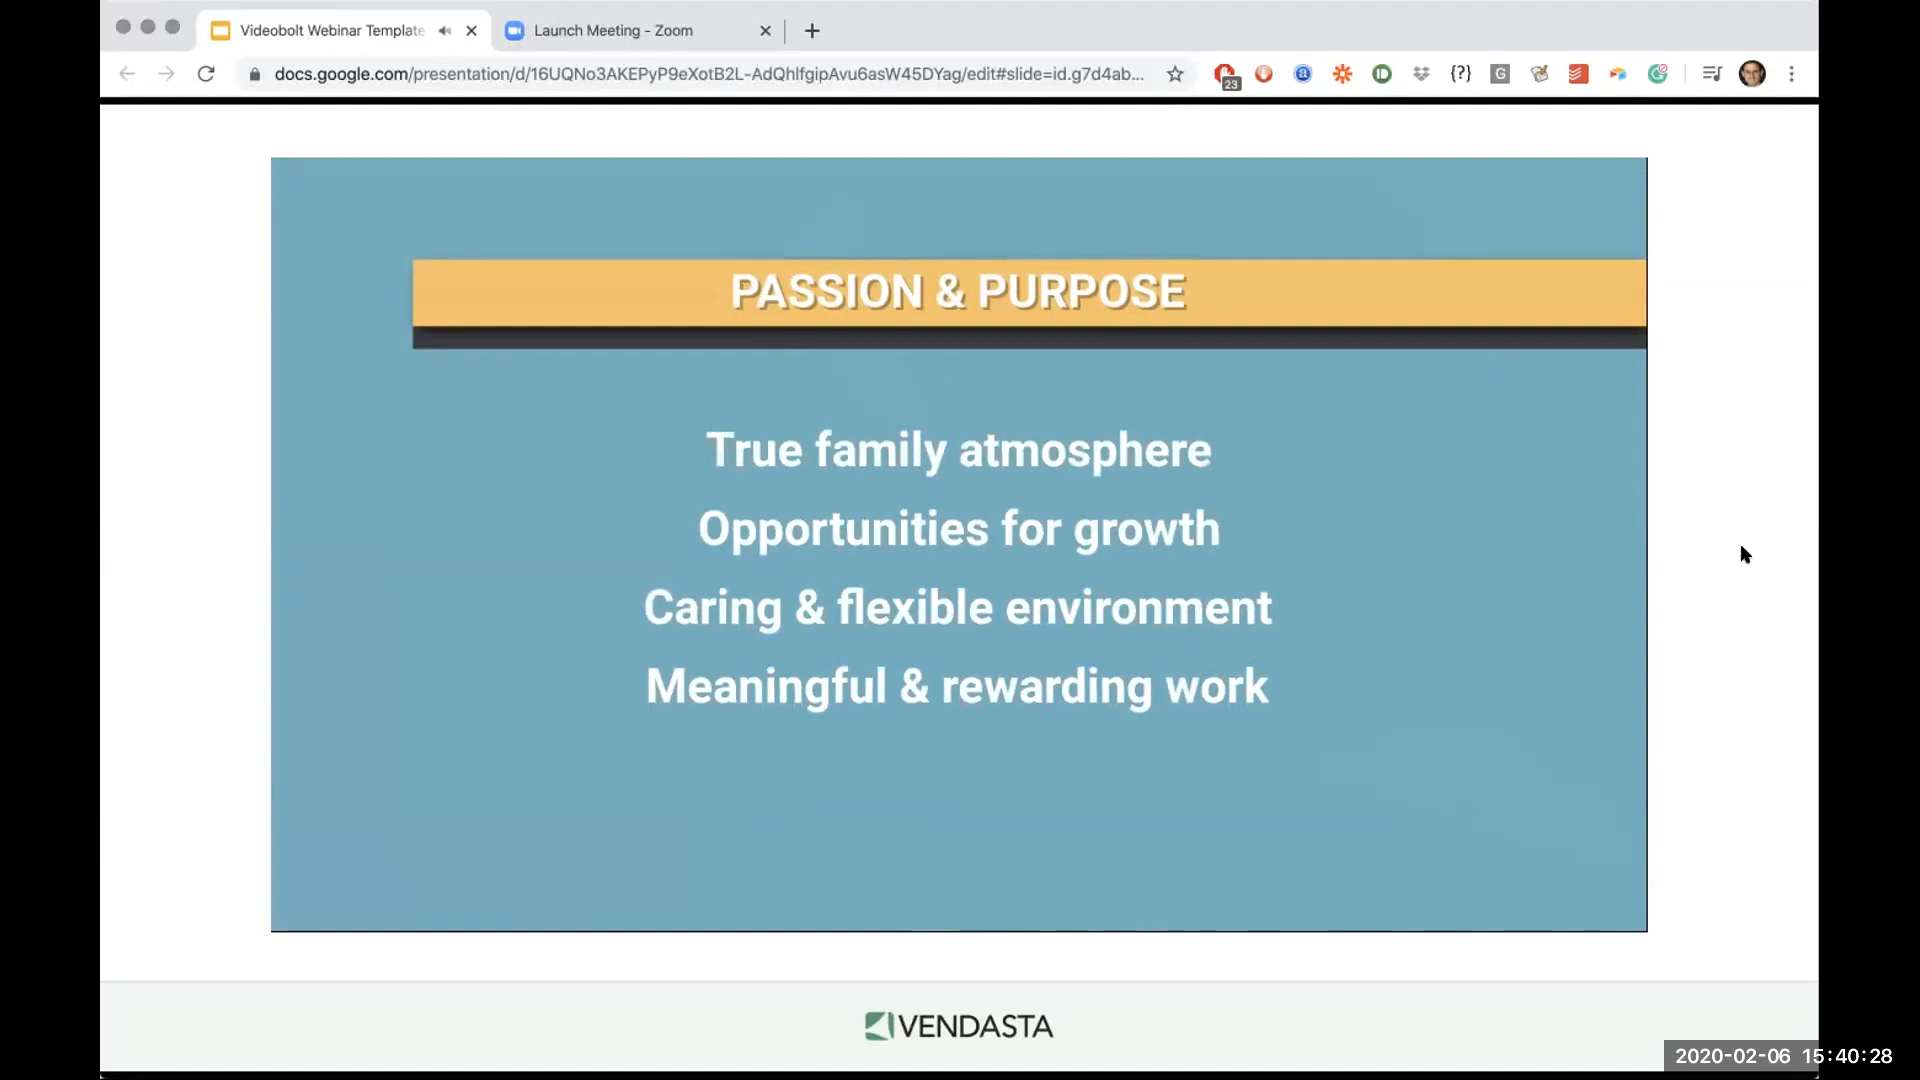 Videobolt Webinar Template
Launch Meeting - Zoom
docs.google.com/presentation/d/16UQNo3AKEPyP9eXotB2L-AdQhlfgipAvu6asW45DYag/edit#slide=id.g7d4ab...
23
a
{?}
G
PASSION & PURPOSE
True family atmosphere
Opportunities for growth
Caring & flexible environment
Meaningful & rewarding work
VENDASTA
2020-02-06 15:40:28